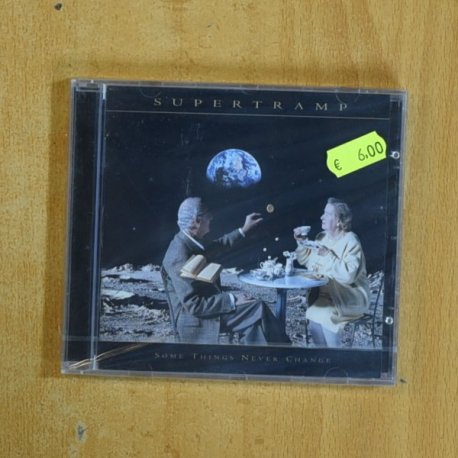 SUPERTRAMP
€ 6,00
SOME THINGS NEVER CHANGE